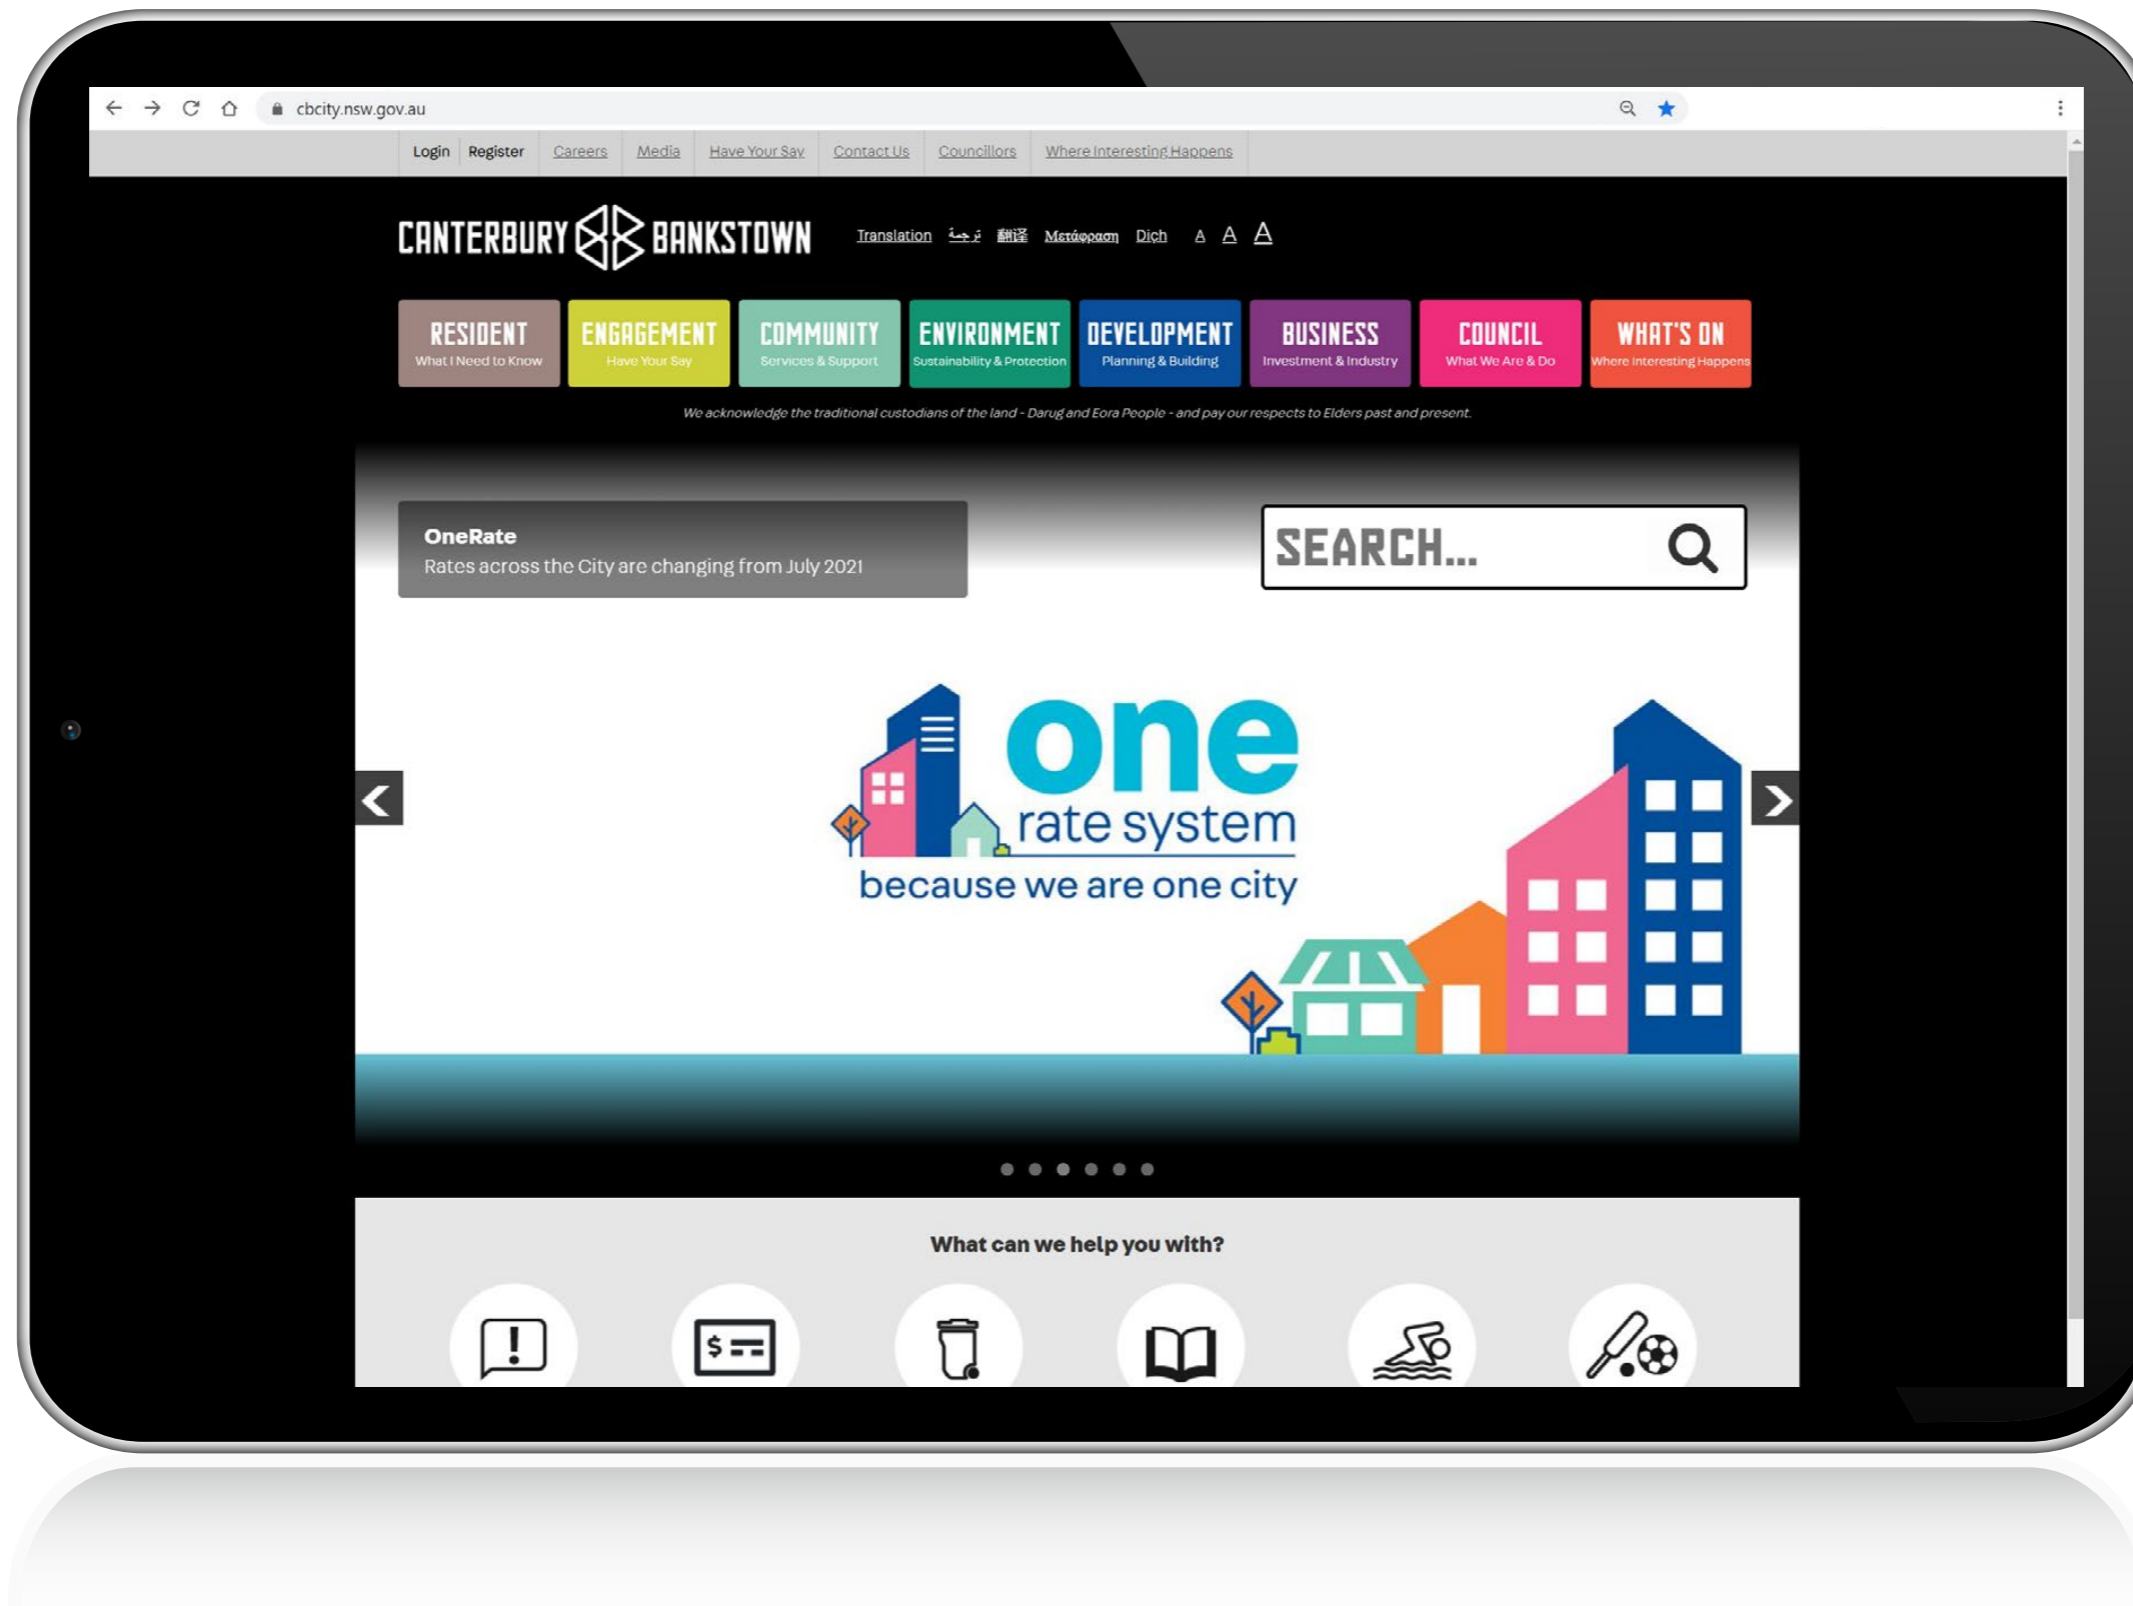 cbcity.nsw.gov.au
Login Register Careers Media Have Your Say Contact Us Councillors Where Interesting Happens
CANTERBURY BANKSTOWN
Translation ترجمة 翻译 Μετάφραση Dịch A A A
RESIDENT
What I Need to Know
ENGAGEMENT
Have Your Say
COMMUNITY
Services & Support
ENVIRONMENT
Sustainability & Protection
DEVELOPMENT
Planning & Building
BUSINESS
Investment & Industry
COUNCIL
What We Are & Do
WHAT'S ON
Where Interesting Happens
We acknowledge the traditional custodians of the land - Darug and Eora People - and pay our respects to Elders past and present.
OneRate
Rates across the City are changing from July 2021
SEARCH...
one
rate system
because we are one city
What can we help you with?
!
$